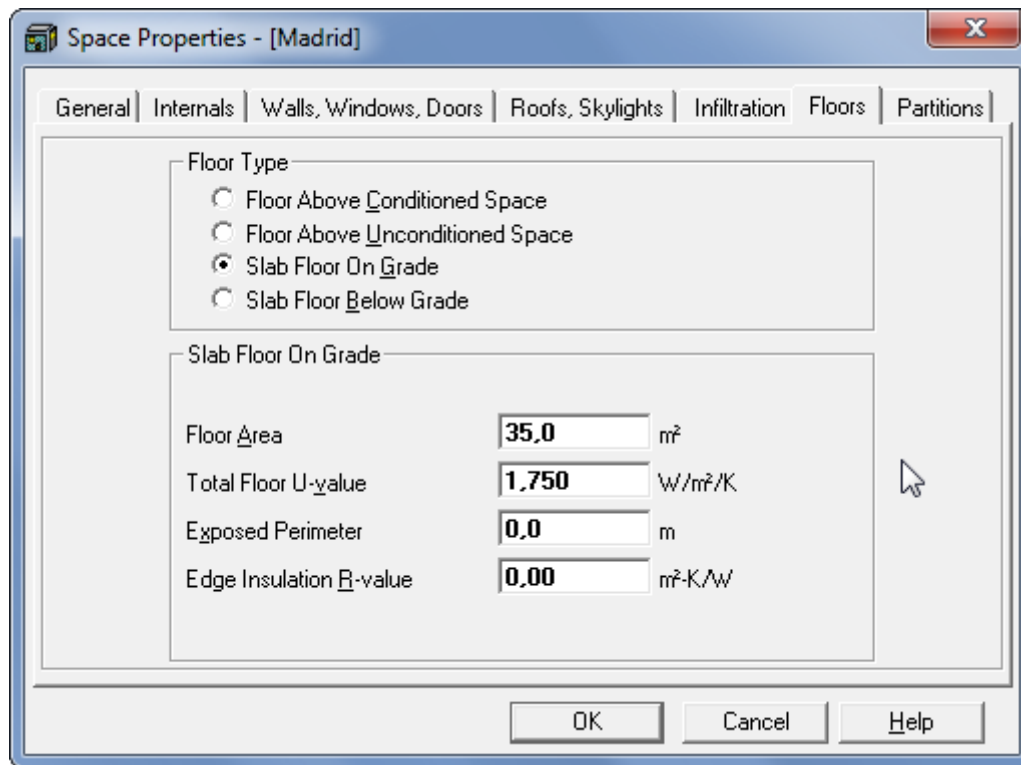 Space Properties - [Madrid]
General Internals Walls, Windows, Doors Roofs, Skylights Infiltration Floors Partitions
Floor Type
Floor Above Conditioned Space
Floor Above Unconditioned Space
Slab Floor On Grade
Slab Floor Below Grade
Slab Floor On Grade
Floor Area 35,0 m²
Total Floor U-value 1,750 W/m²/K
Exposed Perimeter 0,0 m
Edge Insulation R-value 0,00 m²-K/W
OK Cancel Help